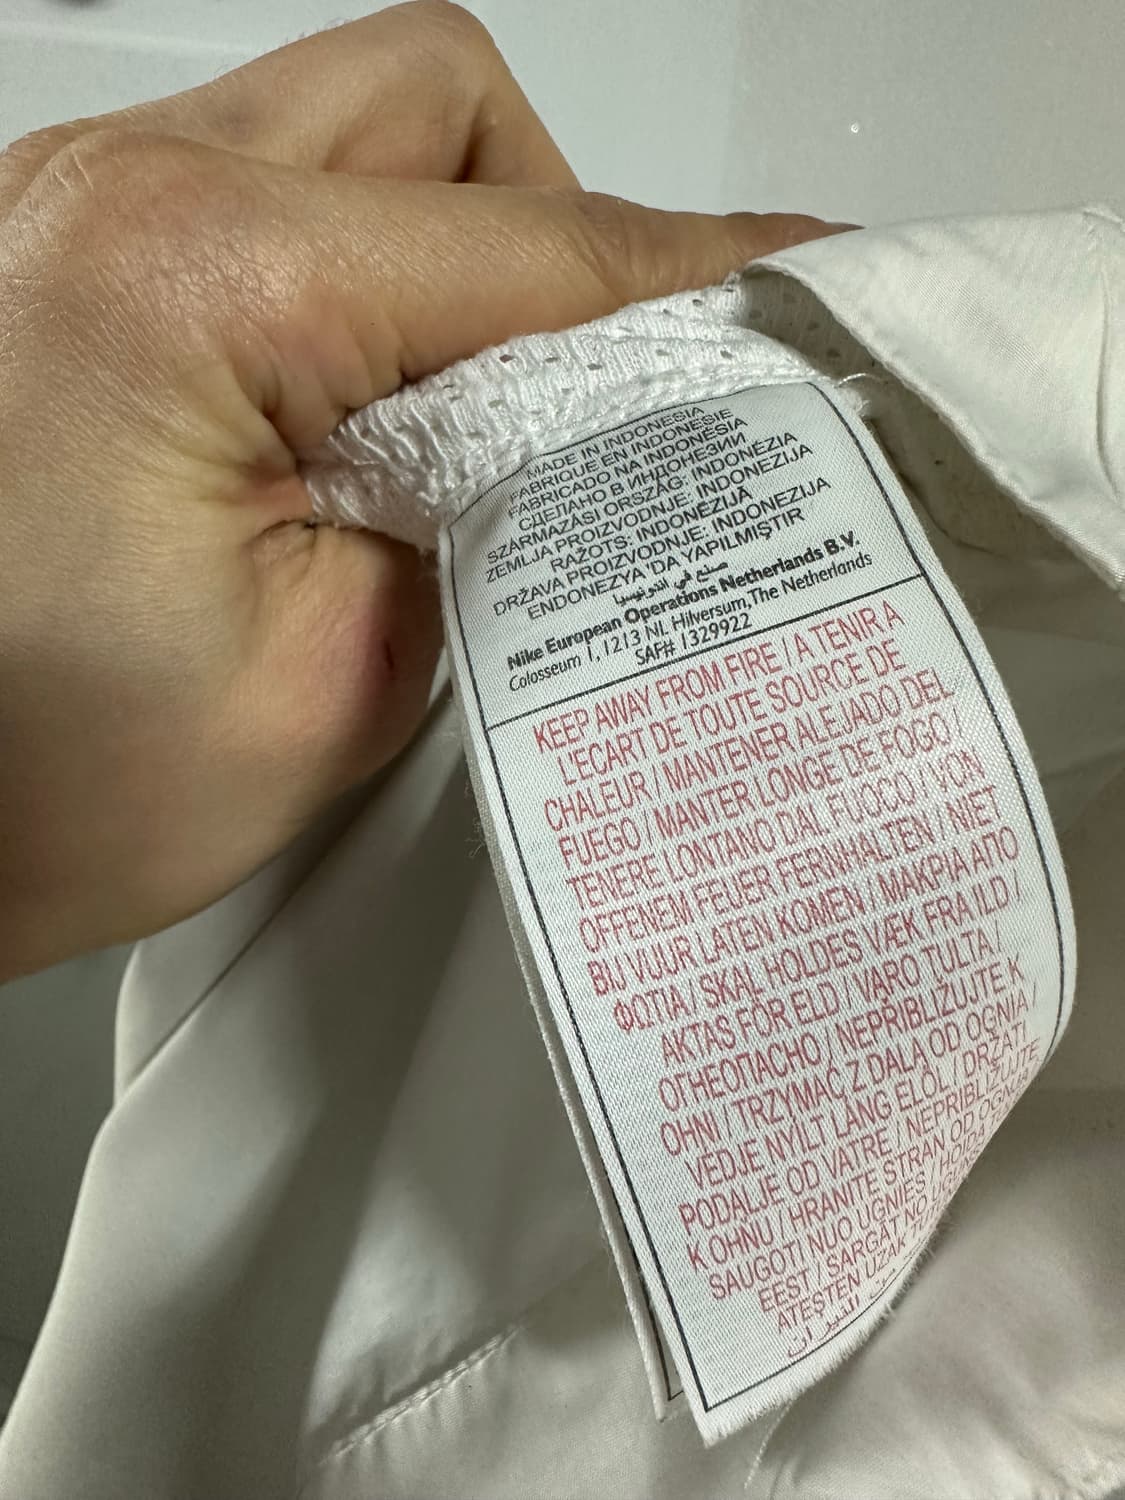 MADE IN INDONESIA
FABRIQUE EN INDONESIE
FABRICADO NA INDONÉSIA
СДЕЛАНО В ИНДОНЕЗИИ
SZÁRMAZÁSI ORSZÁG: INDONÉZIA
ZEMLJA PROIZVODNJE: INDONEZIJA
RAŽOTS: INDONĒZIJĀ
DRŽAVA PROIZVODNJE: INDONEZIJA
ENDONEZYA 'DA YAPILMIŞTIR
صنع في اندونيسيا
Nike European Operations Netherlands B.V.
Colosseum 1, 1213 NL Hilversum, The Netherlands
SAF# 1329922
KEEP AWAY FROM FIRE / A TENIR A
L'ECART DE TOUTE SOURCE DE
CHALEUR / MANTENER ALEJADO DEL
FUEGO / MANTER LONGE DE FOGO /
TENERE LONTANO DAL FUOCO / VON
OFFENEM FEUER FERNHALTEN / NIET
BIJ VUUR LATEN KOMEN / ΜΑΚΡΙΑ ΑΠΟ
ΦΩΤΙΑ / SKAL HOLDES VÆK FRA ILD /
AKTAS FÖR ELD / VARO TULTA /
ОГНЕОПАСНО / NEPŘIBLIŽUJTE K
OHNI / TRZYMAĆ Z DALA OD OGNIA /
VEDJE NYÍLT LÁNG ELŐL / DRŽATI
PODALJE OD VATRE / NEPRIBLIŽUJTE
K OHNU / HRANITE STRAN OD OGNJA /
SAUGOTI NUO UGNIES / HOIDA
EEST / SARGĀT NO UGUNS
ATEŞTEN UZAK TU